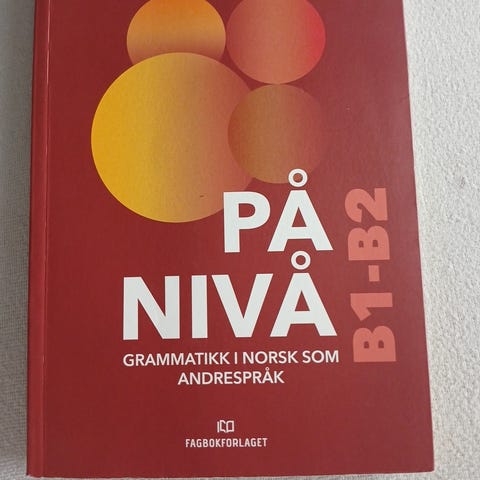 PÅ
NIVÅ
B1-B2
GRAMMATIKK I NORSK SOM
ANDRESPRÅK
FAGBOKFORLAGET